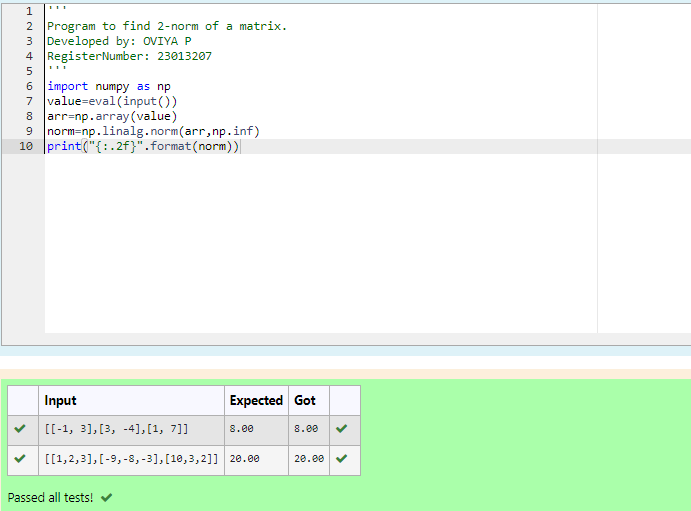 1 '''
2 Program to find 2-norm of a matrix.
3 Developed by: OVIYA P
4 RegisterNumber: 23013207
5 '''
6 import numpy as np
7 value=eval(input())
8 arr=np.array(value)
9 norm=np.linalg.norm(arr,np.inf)
10 print("{:.2f}".format(norm))
Input Expected Got
[[-1, 3],[3, -4],[1, 7]] 8.00 8.00
[[1,2,3],[-9,-8,-3],[10,3,2]] 20.00 20.00
Passed all tests!